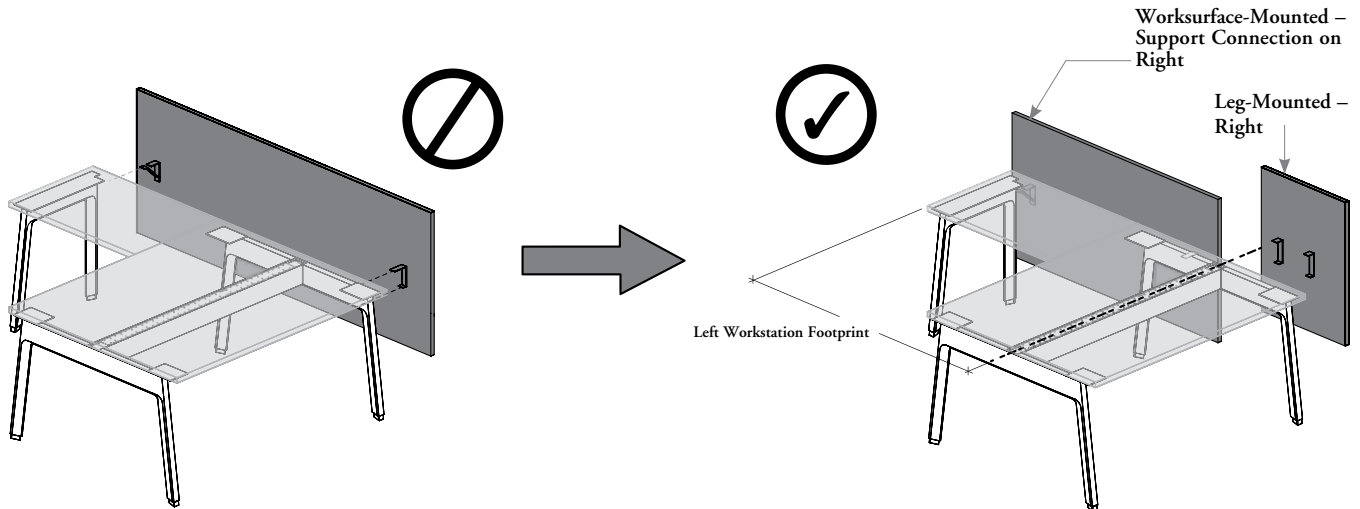 Worksurface-Mounted –
Support Connection on
Right
Leg-Mounted –
Right
Left Workstation Footprint